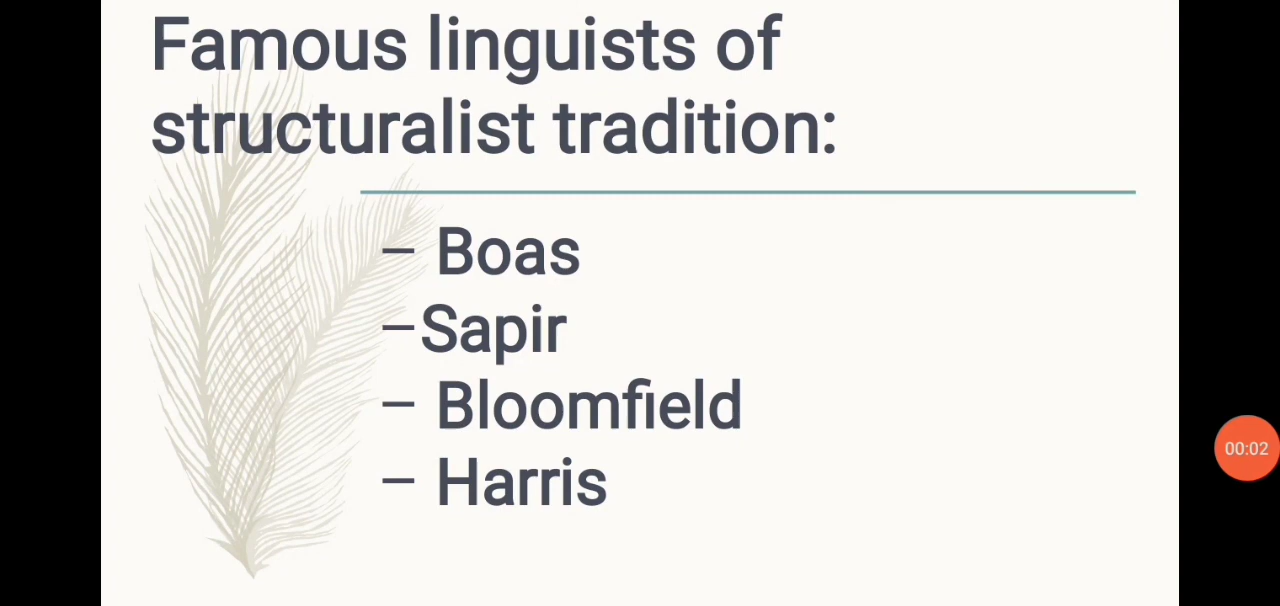 Famous linguists of
structuralist tradition:
– Boas
–Sapir
– Bloomfield
– Harris
00:02